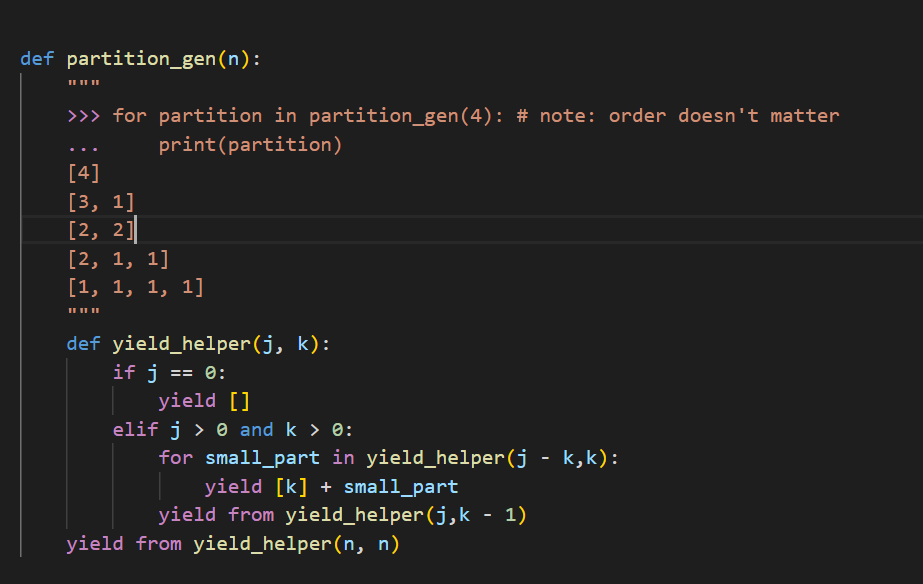 def partition_gen(n):
    """
    >>> for partition in partition_gen(4): # note: order doesn't matter
    ...     print(partition)
    [4]
    [3, 1]
    [2, 2]
    [2, 1, 1]
    [1, 1, 1, 1]
    """
    def yield_helper(j, k):
        if j == 0:
            yield []
        elif j > 0 and k > 0:
            for small_part in yield_helper(j - k,k):
                yield [k] + small_part
            yield from yield_helper(j,k - 1)
    yield from yield_helper(n, n)